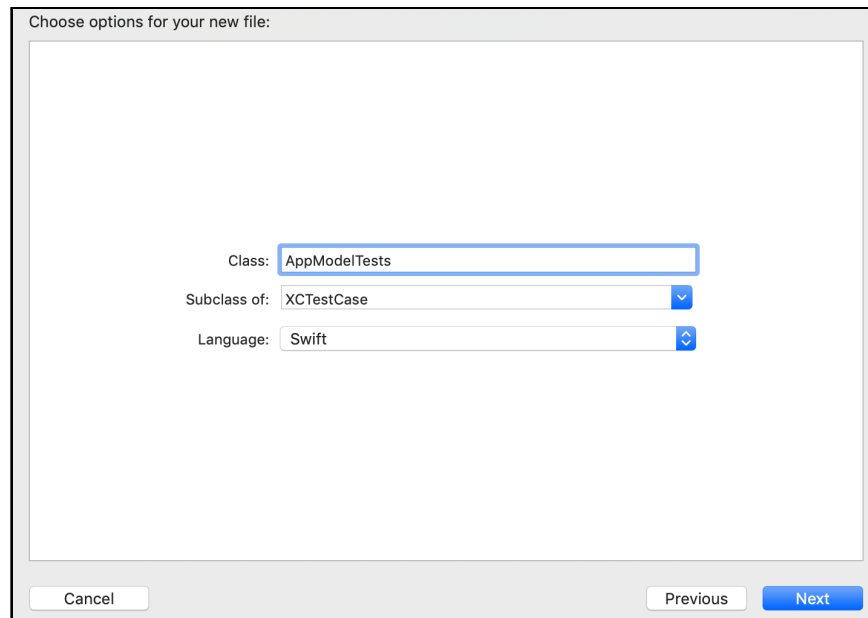 Choose options for your new file:
Class: AppModelTests
Subclass of: XCTestCase
Language: Swift
Cancel Previous Next